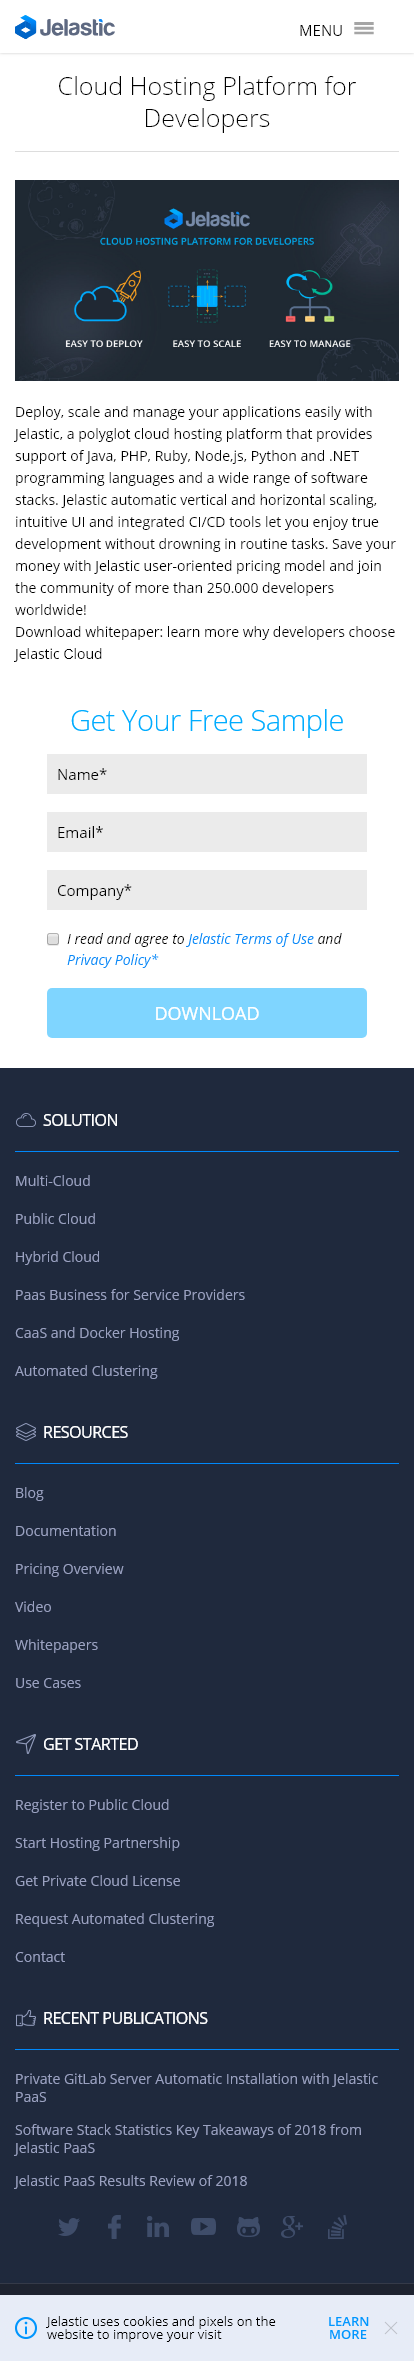 Jelastic
MENU
Cloud Hosting Platform for
Developers
Jelastic
CLOUD HOSTING PLATFORM FOR DEVELOPERS
EASY TO DEPLOY
EASY TO SCALE
EASY TO MANAGE
Deploy, scale and manage your applications easily with
Jelastic, a polyglot cloud hosting platform that provides
support of Java, PHP, Ruby, Node,js, Python and .NET
programming languages and a wide range of software
stacks. Jelastic automatic vertical and horizontal scaling,
intuitive UI and integrated CI/CD tools let you enjoy true
development without drowning in routine tasks. Save your
money with Jelastic user-oriented pricing model and join
the community of more than 250.000 developers
worldwide!
Download whitepaper: learn more why developers choose
Jelastic Cloud
Get Your Free Sample
Name*
Email*
Company*
I read and agree to Jelastic Terms of Use and
Privacy Policy*
DOWNLOAD
SOLUTION
Multi-Cloud
Public Cloud
Hybrid Cloud
Paas Business for Service Providers
CaaS and Docker Hosting
Automated Clustering
RESOURCES
Blog
Documentation
Pricing Overview
Video
Whitepapers
Use Cases
GET STARTED
Register to Public Cloud
Start Hosting Partnership
Get Private Cloud License
Request Automated Clustering
Contact
RECENT PUBLICATIONS
Private GitLab Server Automatic Installation with Jelastic
PaaS
Software Stack Statistics Key Takeaways of 2018 from
Jelastic PaaS
Jelastic PaaS Results Review of 2018
Jelastic uses cookies and pixels on the
website to improve your visit
LEARN
MORE